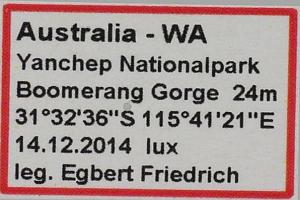 Australia - WA
Yanchep Nationalpark
Boomerang Gorge 24m
31°32'36"S 115°41'21"E
14.12.2014 lux
leg. Egbert Friedrich